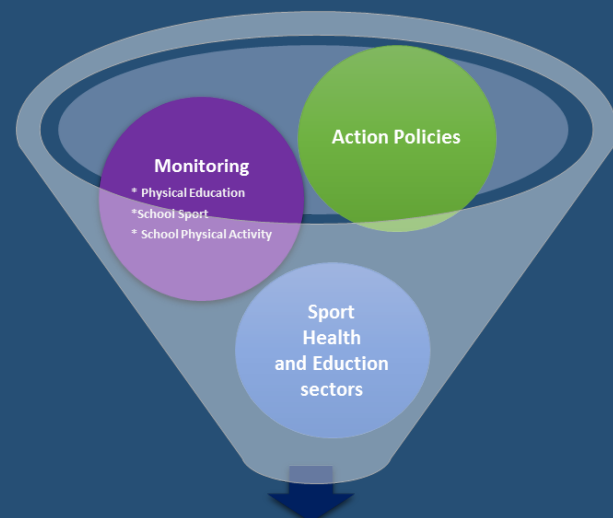 Action Policies
Monitoring
* Physical Education
*School Sport
* School Physical Activity
Sport
Health
and Eduction
sectors